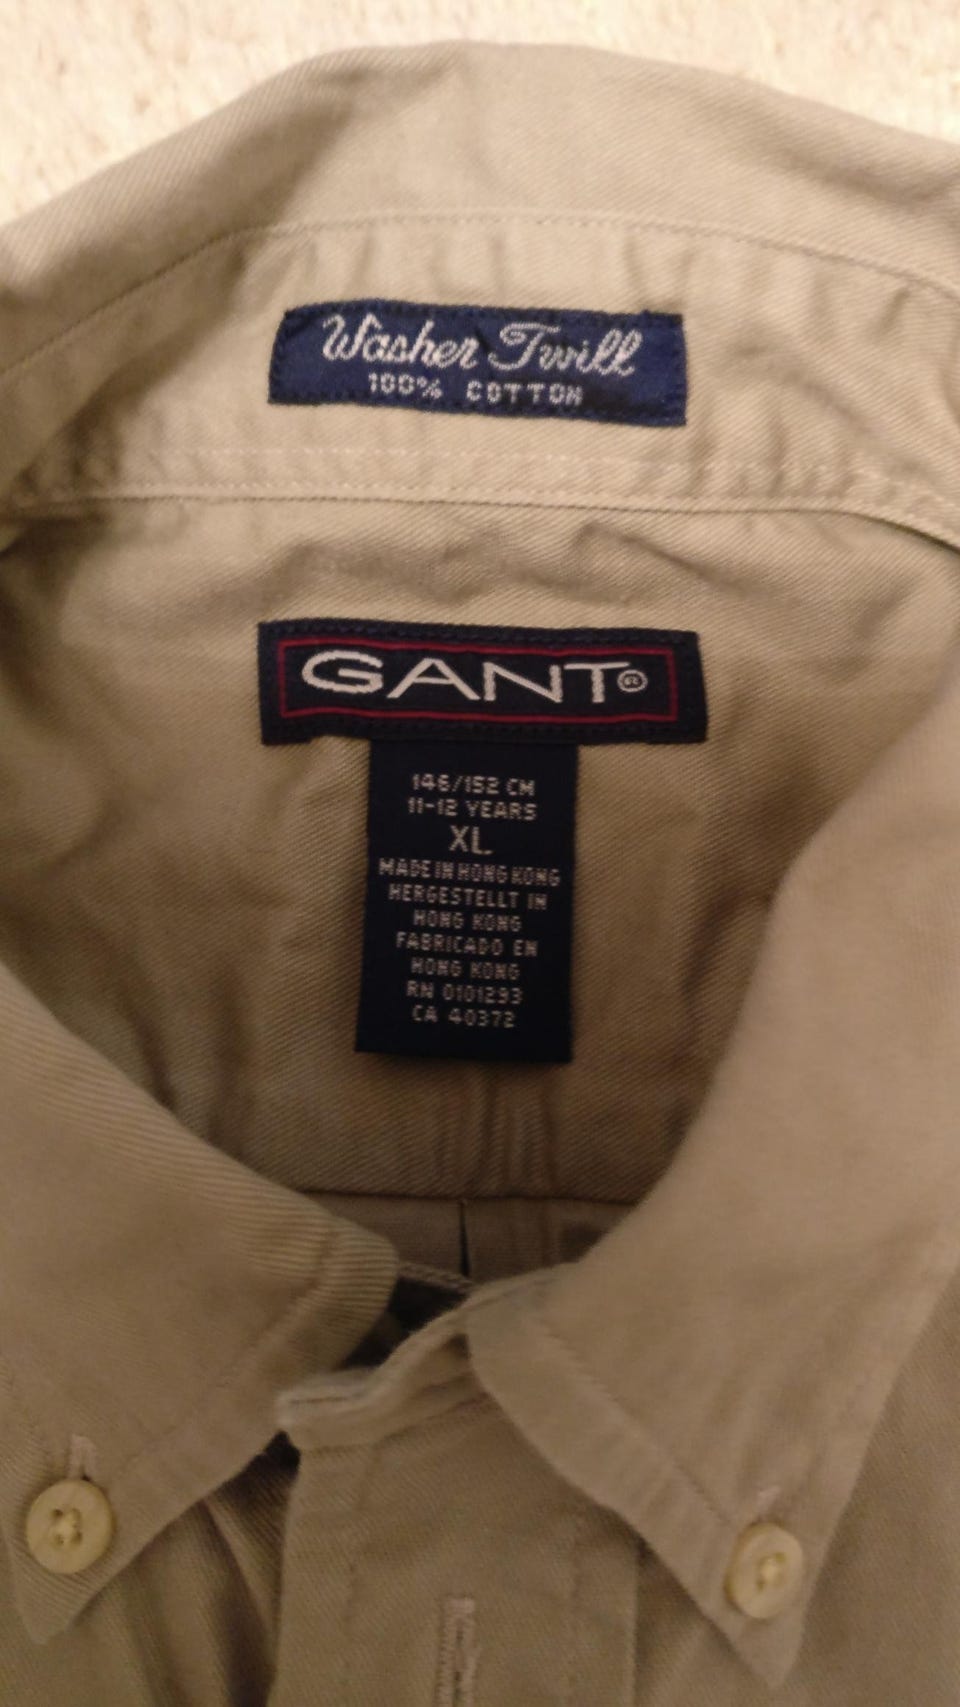 Washer Twill
100% COTTON
GANT®
146/152 CM
11-12 YEARS
XL
MADE IN HONG KONG
HERGESTELLT IN
HONG KONG
FABRICADO EN
HONG KONG
RN 0101293
CA 40372